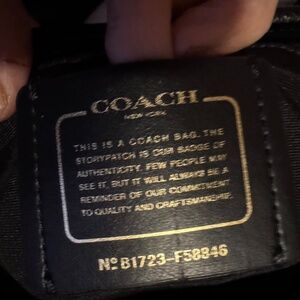 COACH
NEW YORK
THIS IS A COACH BAG. THE
STORYPATCH IS OUR BADGE OF
AUTHENTICITY. FEW PEOPLE MAY
SEE IT, BUT IT WILL ALWAYS BE A
REMINDER OF OUR COMMITMENT
TO QUALITY AND CRAFTSMANSHIP.
Nº B1723-F58846